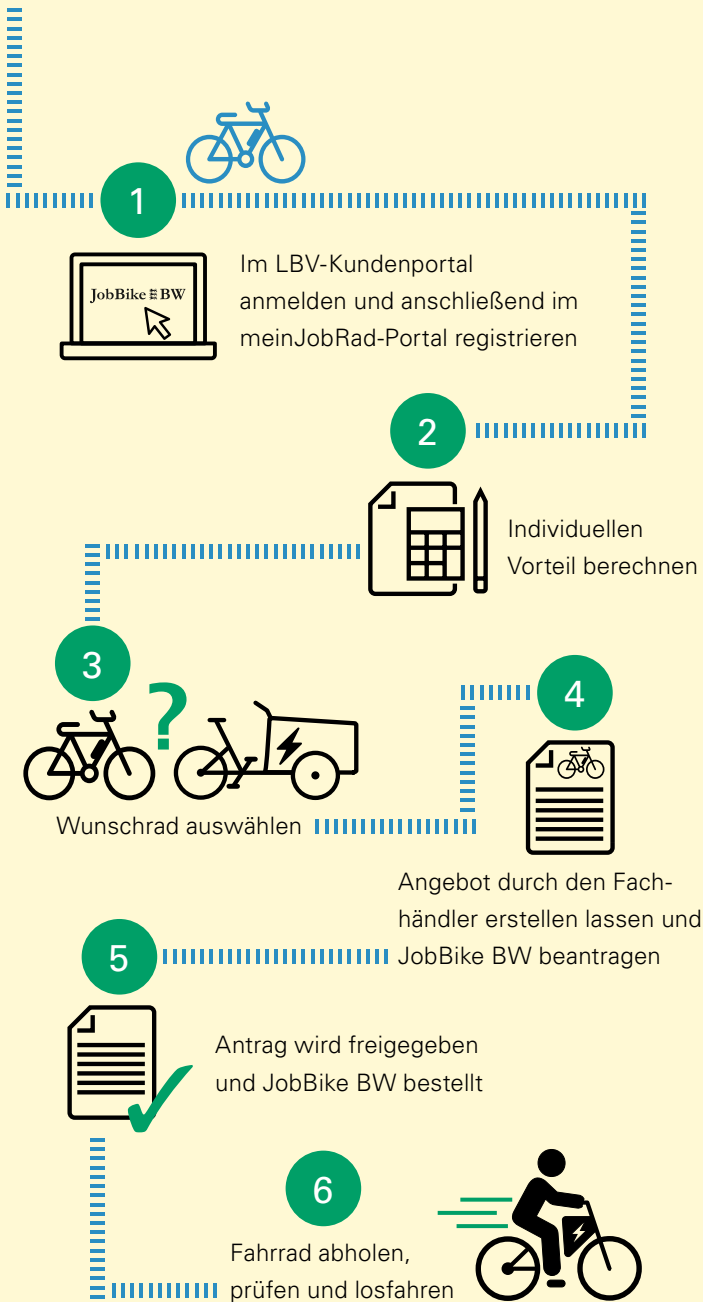 1
JobBike BW
Im LBV-Kundenportal
anmelden und anschließend im
meinJobRad-Portal registrieren
2
Individuellen
Vorteil berechnen
3
?
Wunschrad auswählen
4
Angebot durch den Fach-
händler erstellen lassen und
JobBike BW beantragen
5
Antrag wird freigegeben
und JobBike BW bestellt
6
Fahrrad abholen,
prüfen und losfahren